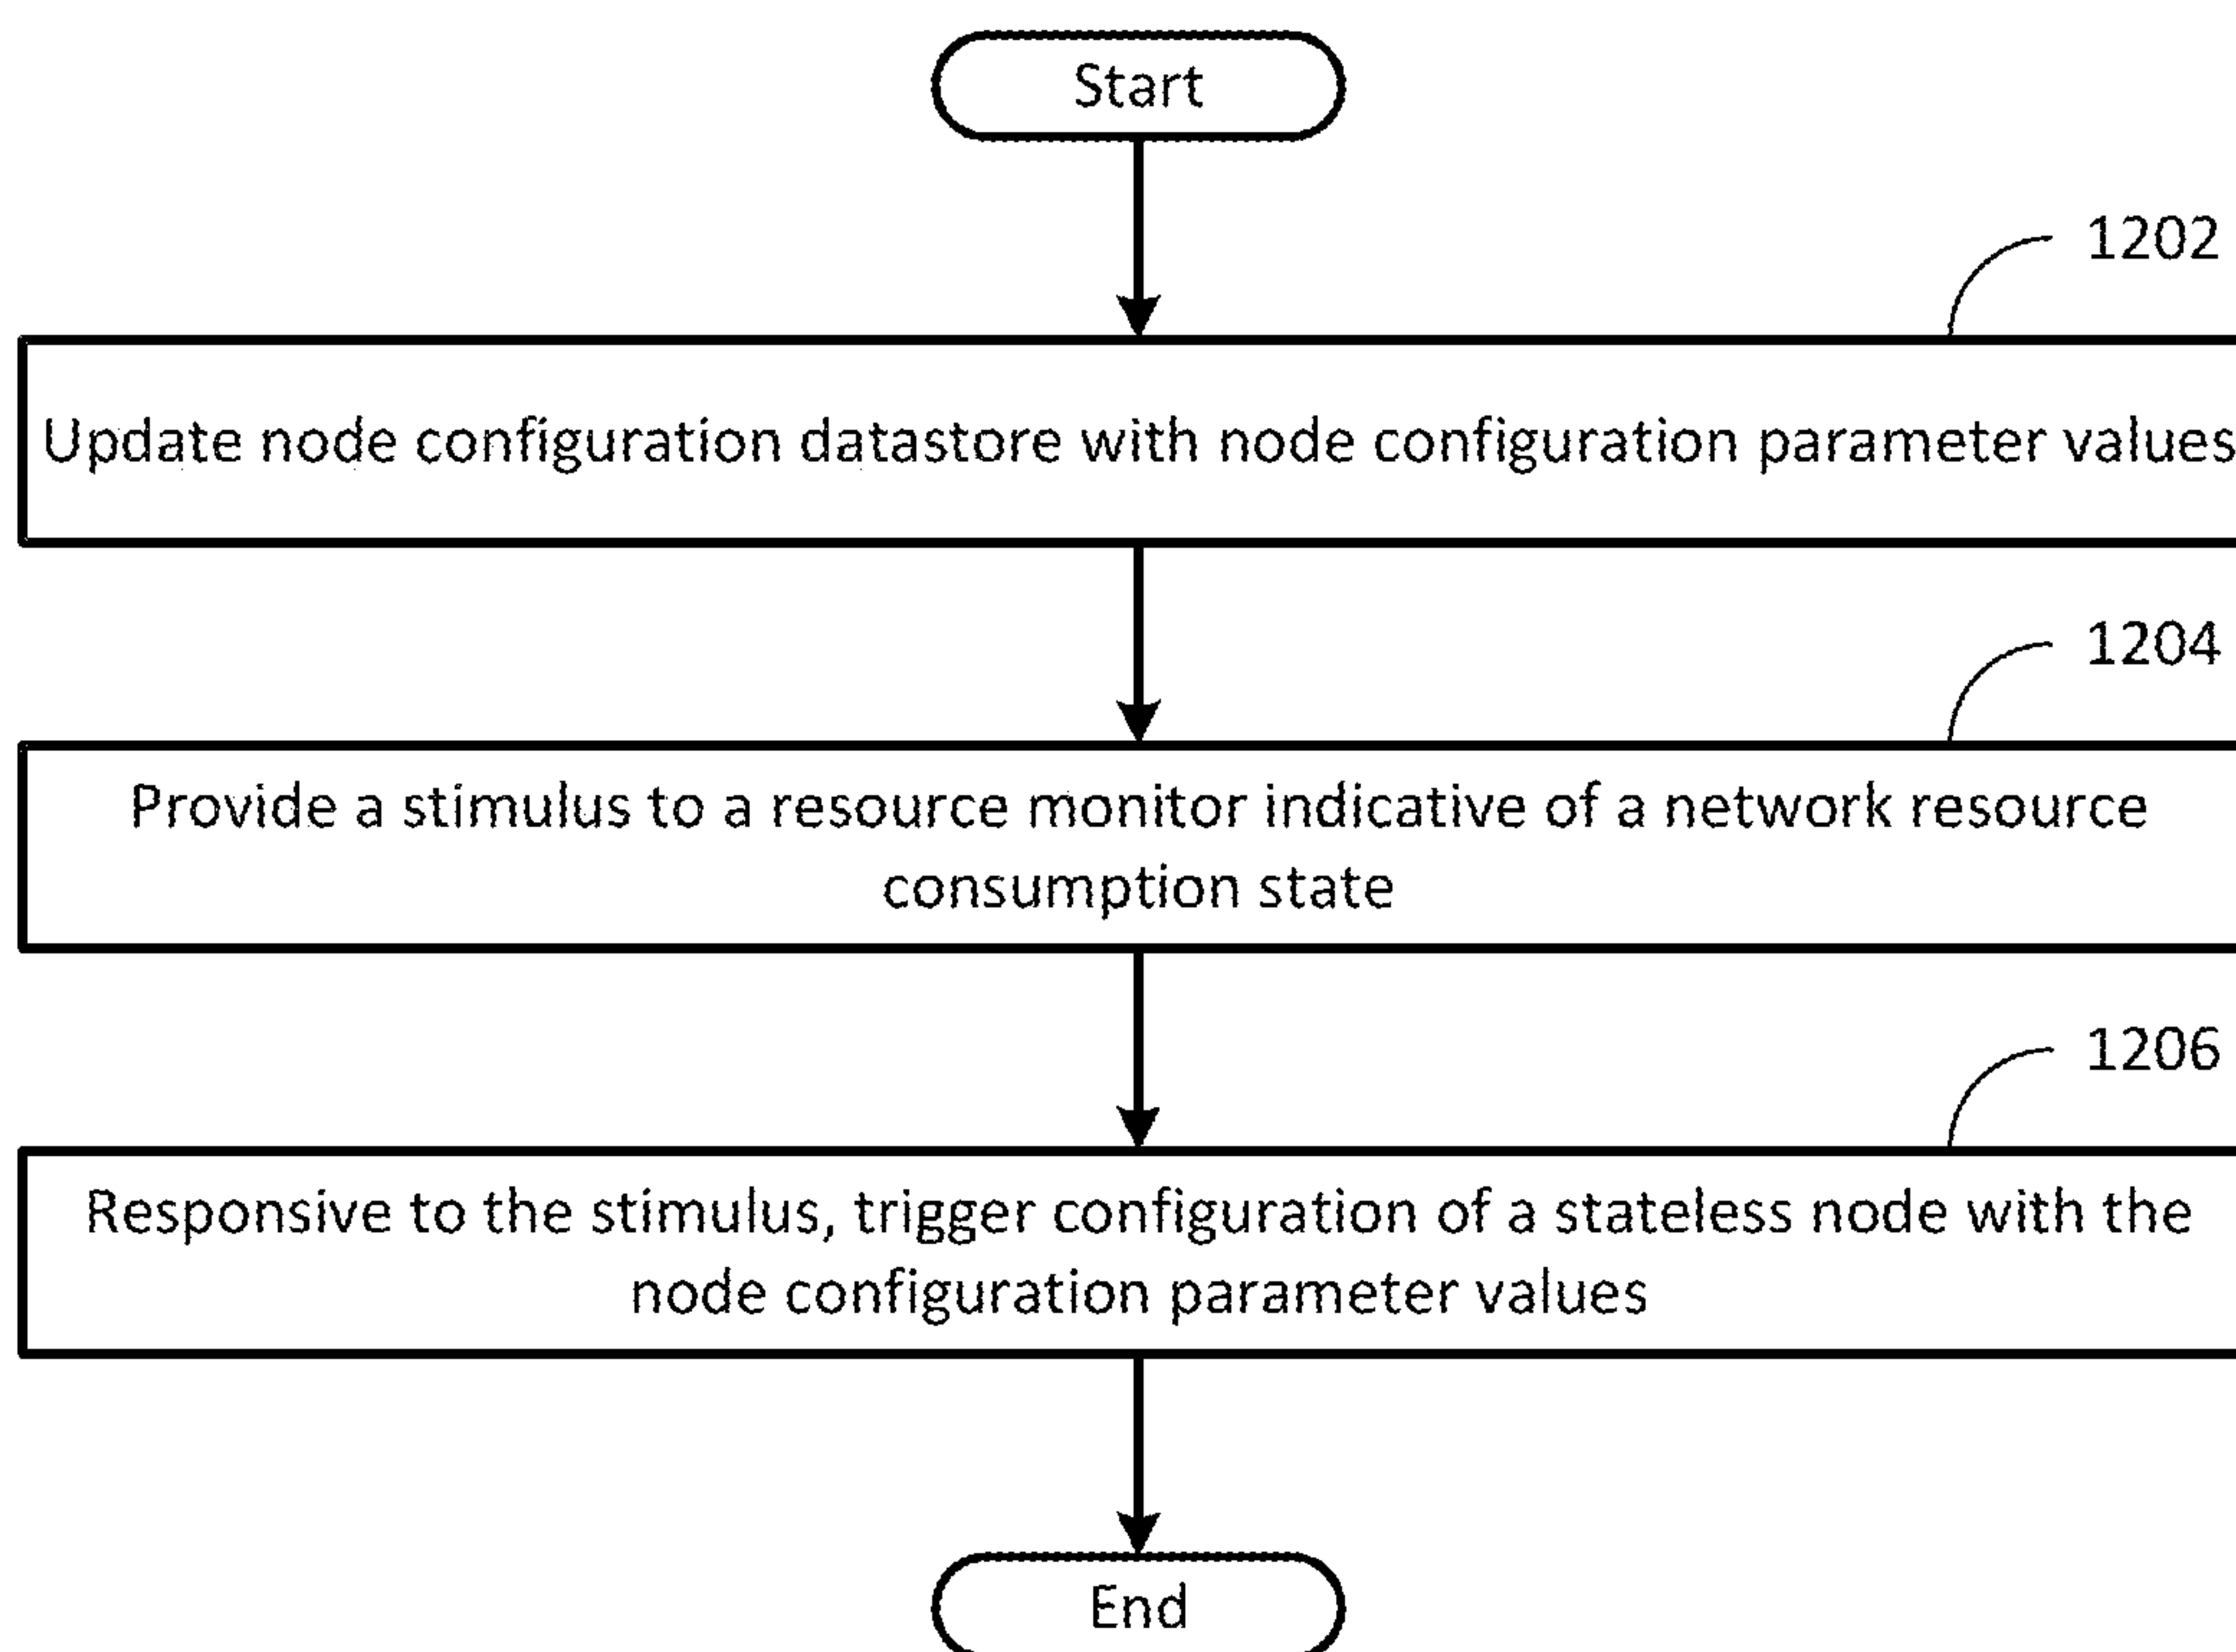 Start
1202
Update node configuration datastore with node configuration parameter values
1204
Provide a stimulus to a resource monitor indicative of a network resource
consumption state
1206
Responsive to the stimulus, trigger configuration of a stateless node with the
node configuration parameter values
End